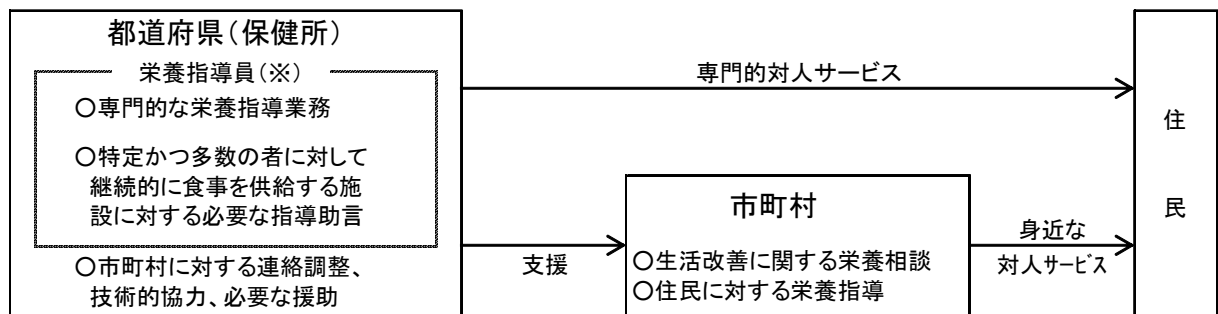 都道府県(保健所)
栄養指導員(※)
○専門的な栄養指導業務
○特定かつ多数の者に対して
継続的に食事を供給する施
設に対する必要な指導助言
○市町村に対する連絡調整、
技術的協力、必要な援助
専門的対人サービス
支援
市町村
○生活改善に関する栄養相談
○住民に対する栄養指導
身近な
対人サービス
住
民